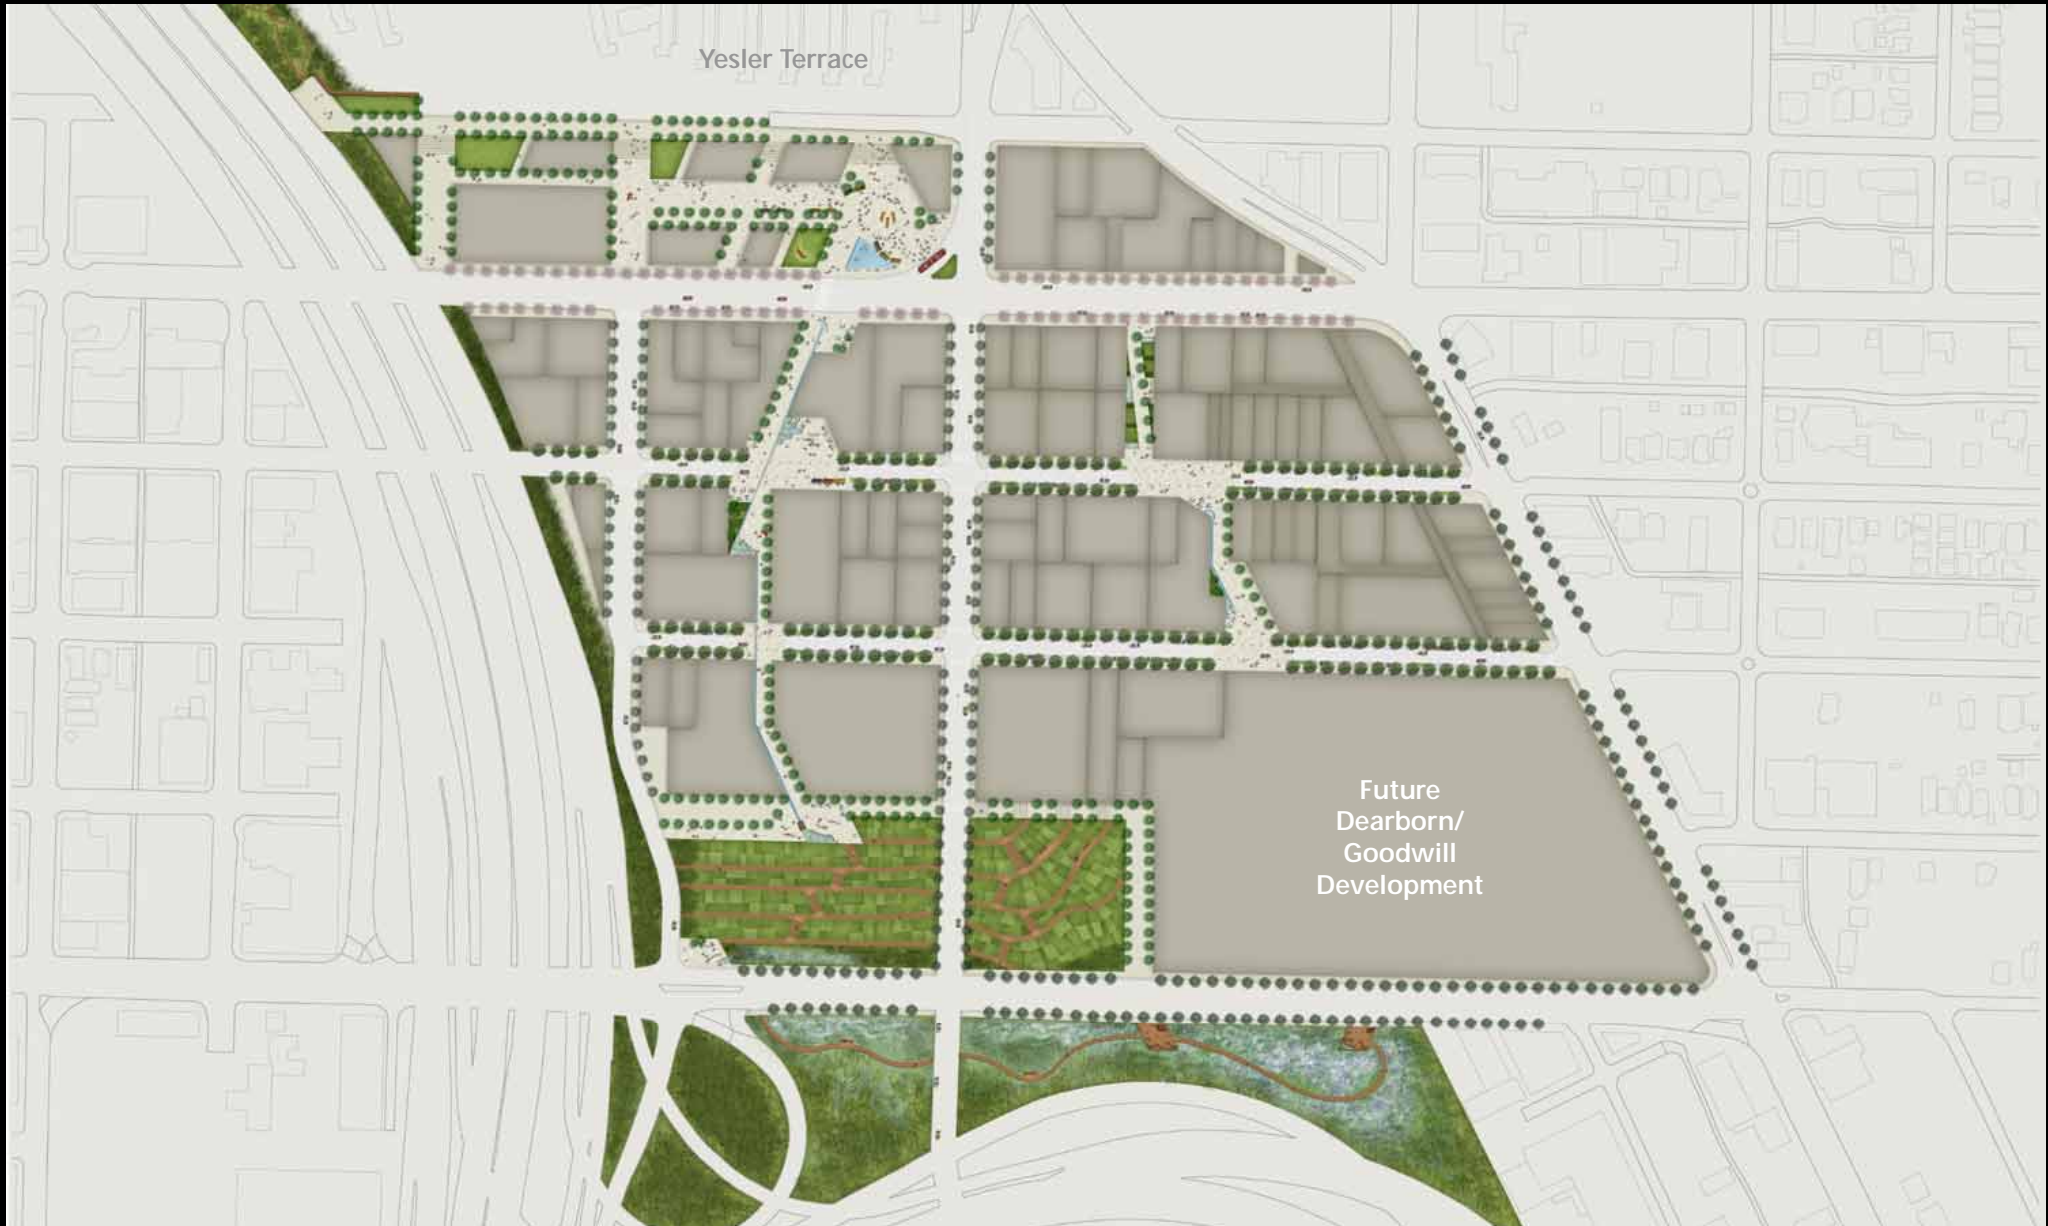 Yesler Terrace
Future
Dearborn/
Goodwill
Development